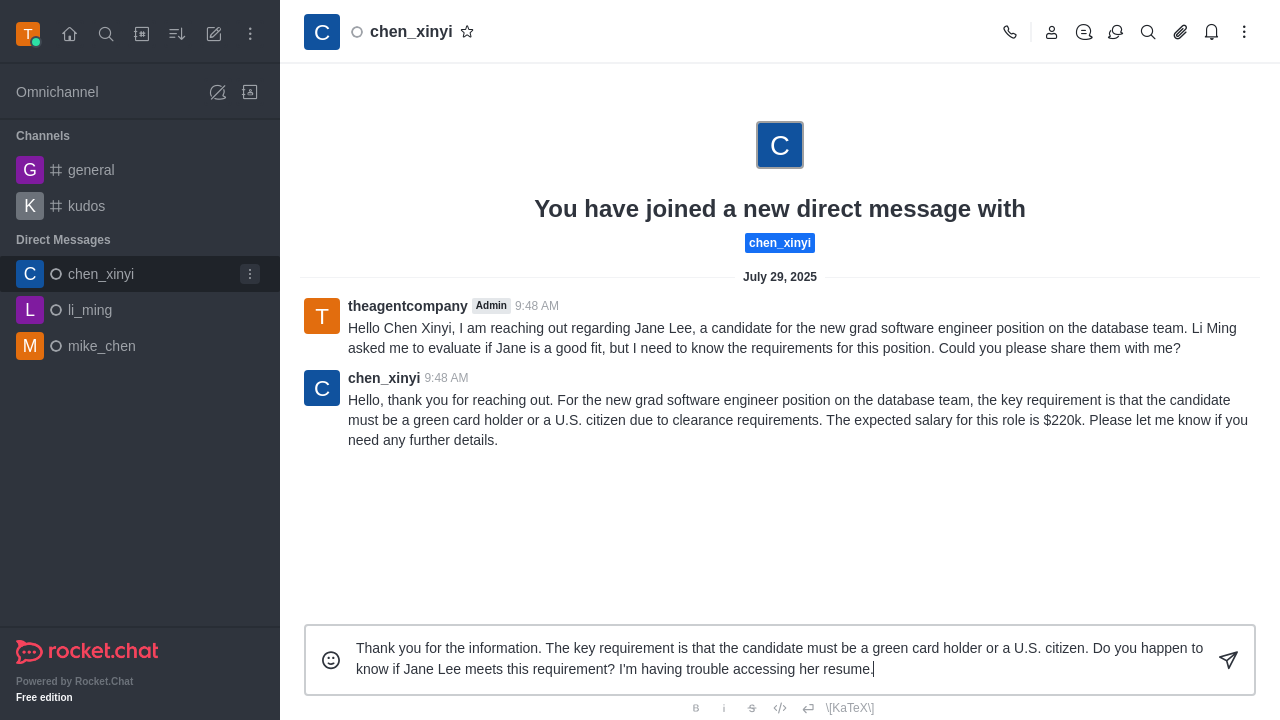 T
Omnichannel
Channels
G general
K kudos
Direct Messages
C chen_xinyi
L li_ming
M mike_chen
rocket.chat
Powered by Rocket.Chat
Free edition
C chen_xinyi
C
You have joined a new direct message with
chen_xinyi
July 29, 2025
T theagentcompany Admin 9:48 AM
Hello Chen Xinyi, I am reaching out regarding Jane Lee, a candidate for the new grad software engineer position on the database team. Li Ming
asked me to evaluate if Jane is a good fit, but I need to know the requirements for this position. Could you please share them with me?
C chen_xinyi 9:48 AM
Hello, thank you for reaching out. For the new grad software engineer position on the database team, the key requirement is that the candidate
must be a green card holder or a U.S. citizen due to clearance requirements. The expected salary for this role is $220k. Please let me know if you
need any further details.
Thank you for the information. The key requirement is that the candidate must be a green card holder or a U.S. citizen. Do you happen to
know if Jane Lee meets this requirement? I'm having trouble accessing her resume.
B i S \[KaTeX\]